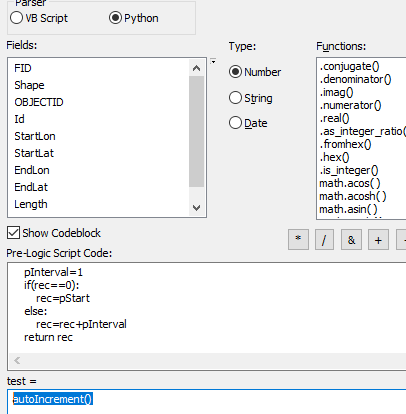 Parser
VB Script
Python
Fields:
FID
Shape
OBJECTID
Id
StartLon
StartLat
EndLon
EndLat
Length
Type:
Number
String
Date
Functions:
.conjugate()
.denominator()
.imag()
.numerator()
.real()
.as_integer_ratio()
.fromhex()
.hex()
.is_integer()
math.acos( )
math.acosh( )
math.asin( )
Show Codeblock
* / & + -
Pre-Logic Script Code:
pInterval=1
if(rec==0):
rec=pStart
else:
rec=rec+pInterval
return rec
test =
autoIncrement()